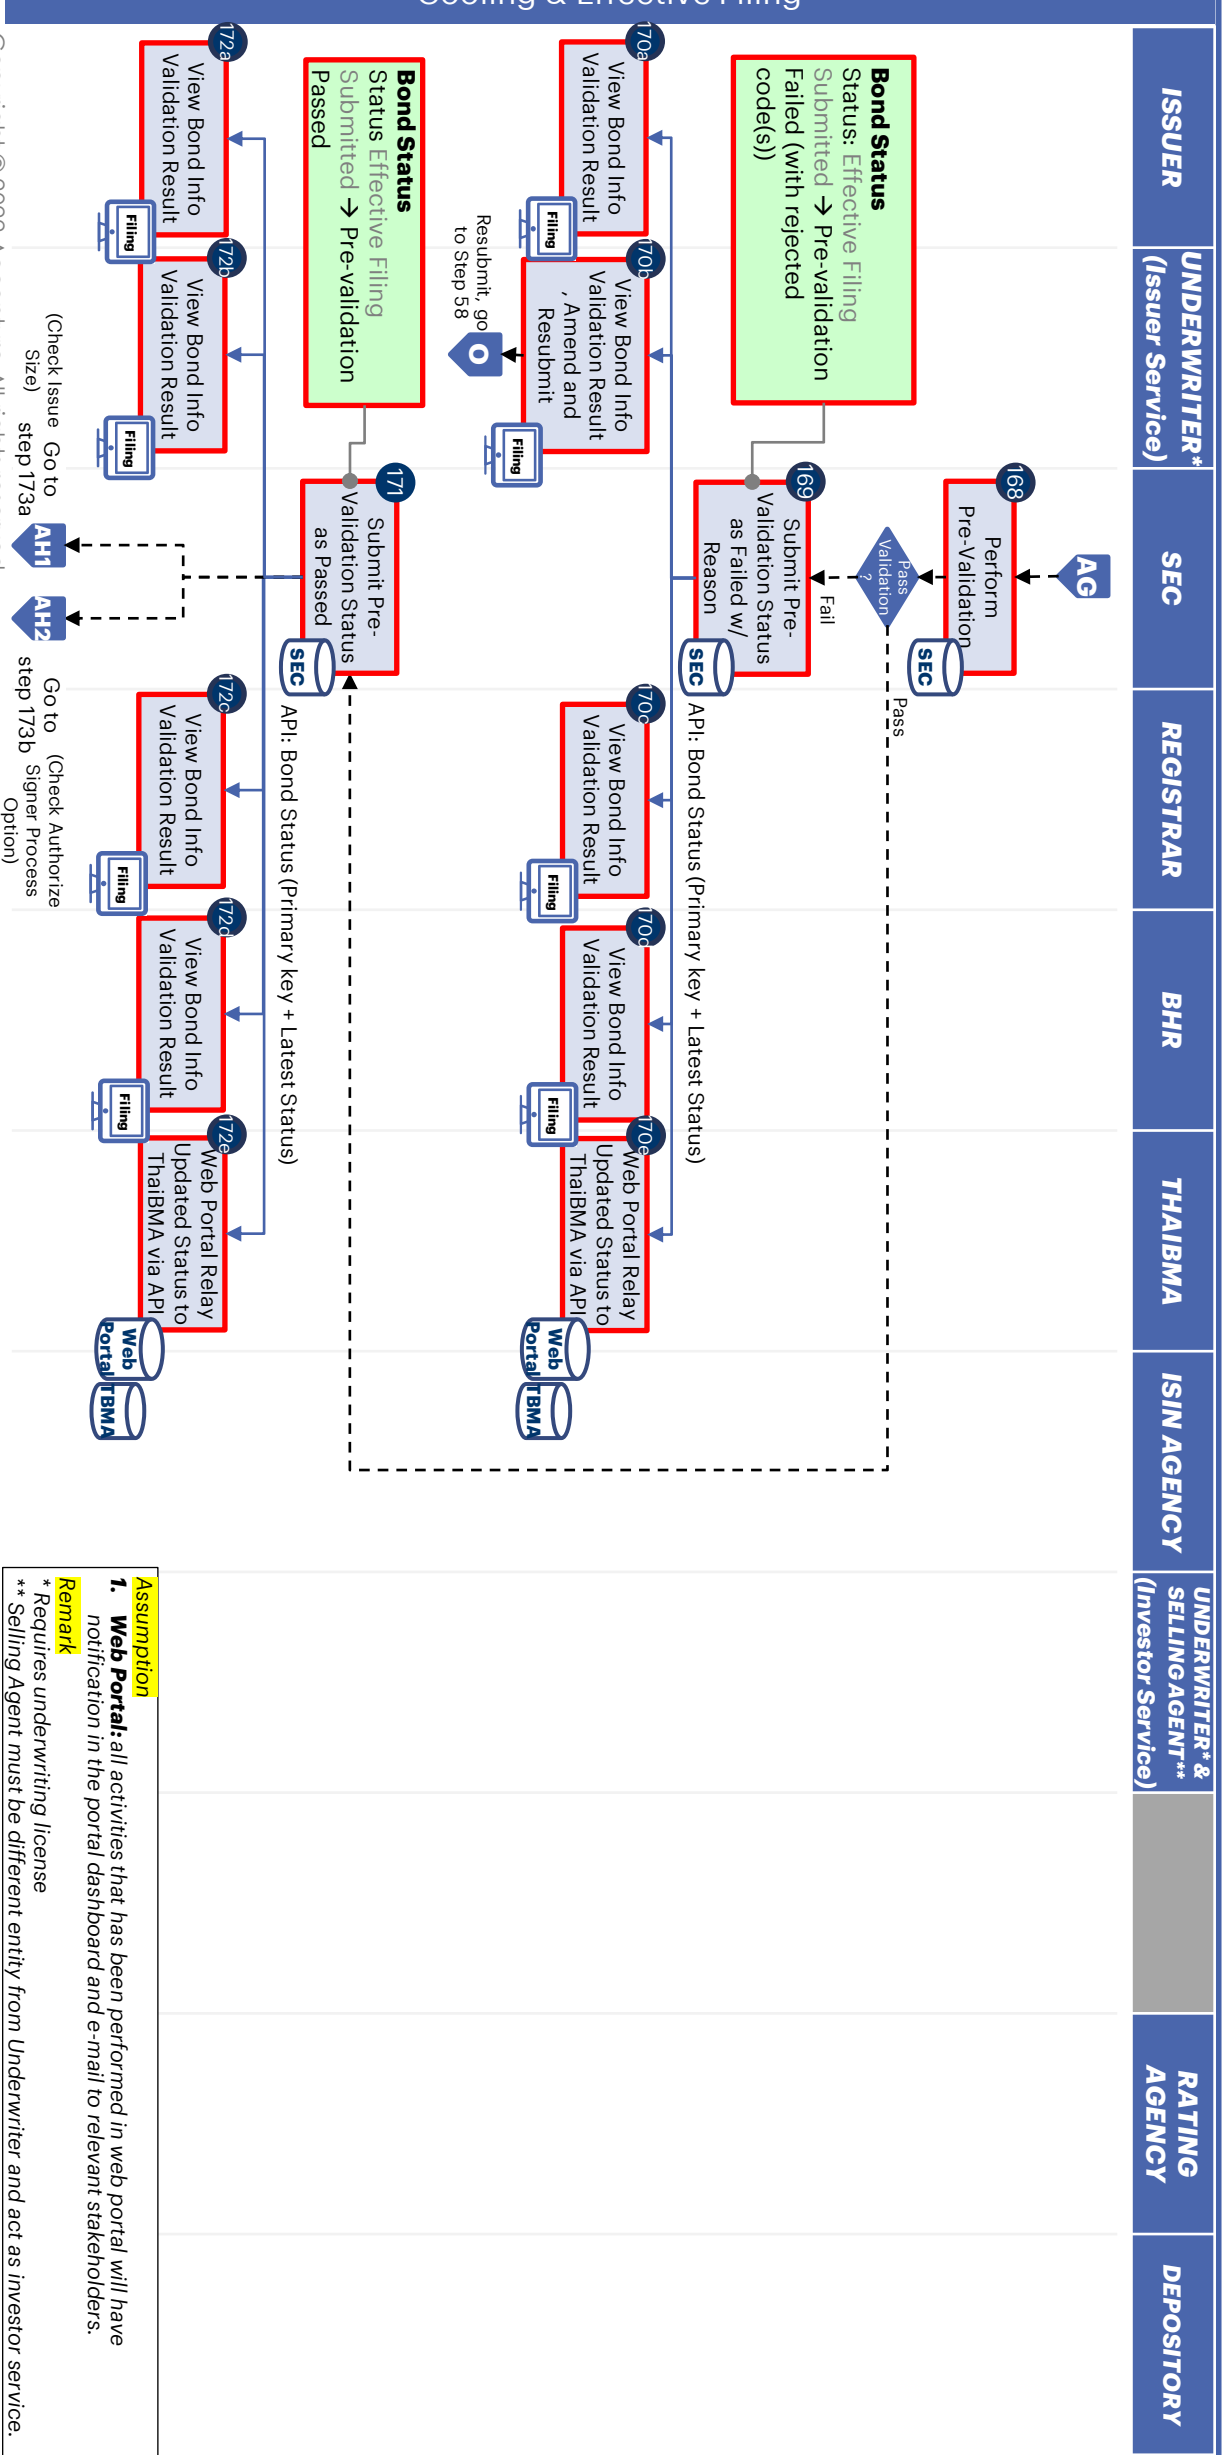 ISSUER
UNDERWRITER*
(Issuer Service)
SEC
REGISTRAR
BHR
THAIBMA
ISIN AGENCY
UNDERWRITER* &
SELLING AGENT**
(Investor Service)
RATING
AGENCY
DEPOSITORY
AG
168
Perform
Pre-Validation
SEC
Pass
Validation
?
Pass
Fail
Bond Status
Status: Effective Filing
Submitted → Pre-validation
Failed (with rejected
code(s))
169
Submit Pre-
Validation Status
as Failed w/
Reason
SEC
API: Bond Status (Primary key + Latest Status)
170a
View Bond Info
Validation Result
Filing
170b
View Bond Info
Validation Result
, Amend and
Resubmit
Filing
Resubmit, go
to Step 58
O
170c
View Bond Info
Validation Result
Filing
170d
View Bond Info
Validation Result
Filing
170e
Web Portal Relay
Updated Status to
ThaiBMA via API
Web
Portal
TBMA
Bond Status
Status Effective Filing
Submitted → Pre-validation
Passed
171
Submit Pre-
Validation Status
as Passed
SEC
API: Bond Status (Primary key + Latest Status)
172a
View Bond Info
Validation Result
Filing
172b
View Bond Info
Validation Result
Filing
172c
View Bond Info
Validation Result
Filing
172d
View Bond Info
Validation Result
Filing
172e
Web Portal Relay
Updated Status to
ThaiBMA via API
Web
Portal
TBMA
(Check Issue
Size)
Go to
step 173a
AH1
AH2
Go to
step 173b
(Check Authorize
Signer Process
Option)
Assumption
1. Web Portal: all activities that has been performed in web portal will have
notification in the portal dashboard and e-mail to relevant stakeholders.
Remark
* Requires underwriting license
** Selling Agent must be different entity from Underwriter and act as investor service.